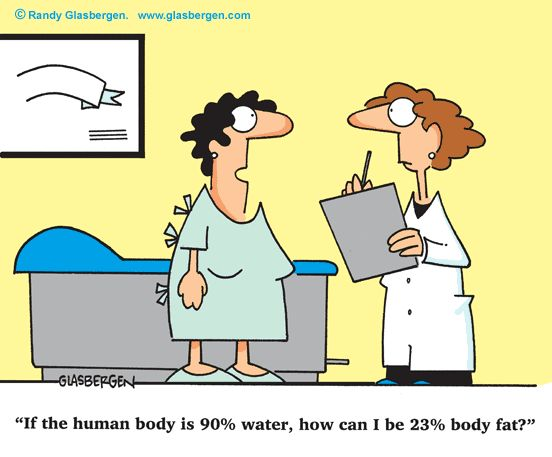 © Randy Glasbergen.   www.glasbergen.com
GLASBERGEN
“If the human body is 90% water, how can I be 23% body fat?”